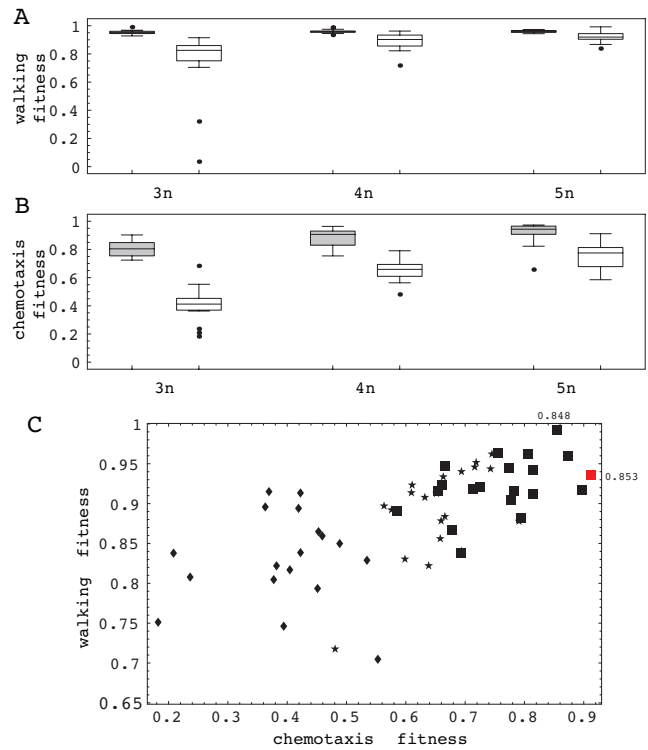 A
walking
fitness
1
0.8
0.6
0.4
0.2
0
3n 4n 5n
B
chemotaxis
fitness
1
0.8
0.6
0.4
0.2
0
3n 4n 5n
C
walking fitness
1
0.95
0.9
0.85
0.8
0.75
0.7
0.65
0.848
0.853
0.2 0.3 0.4 0.5 0.6 0.7 0.8 0.9
chemotaxis fitness